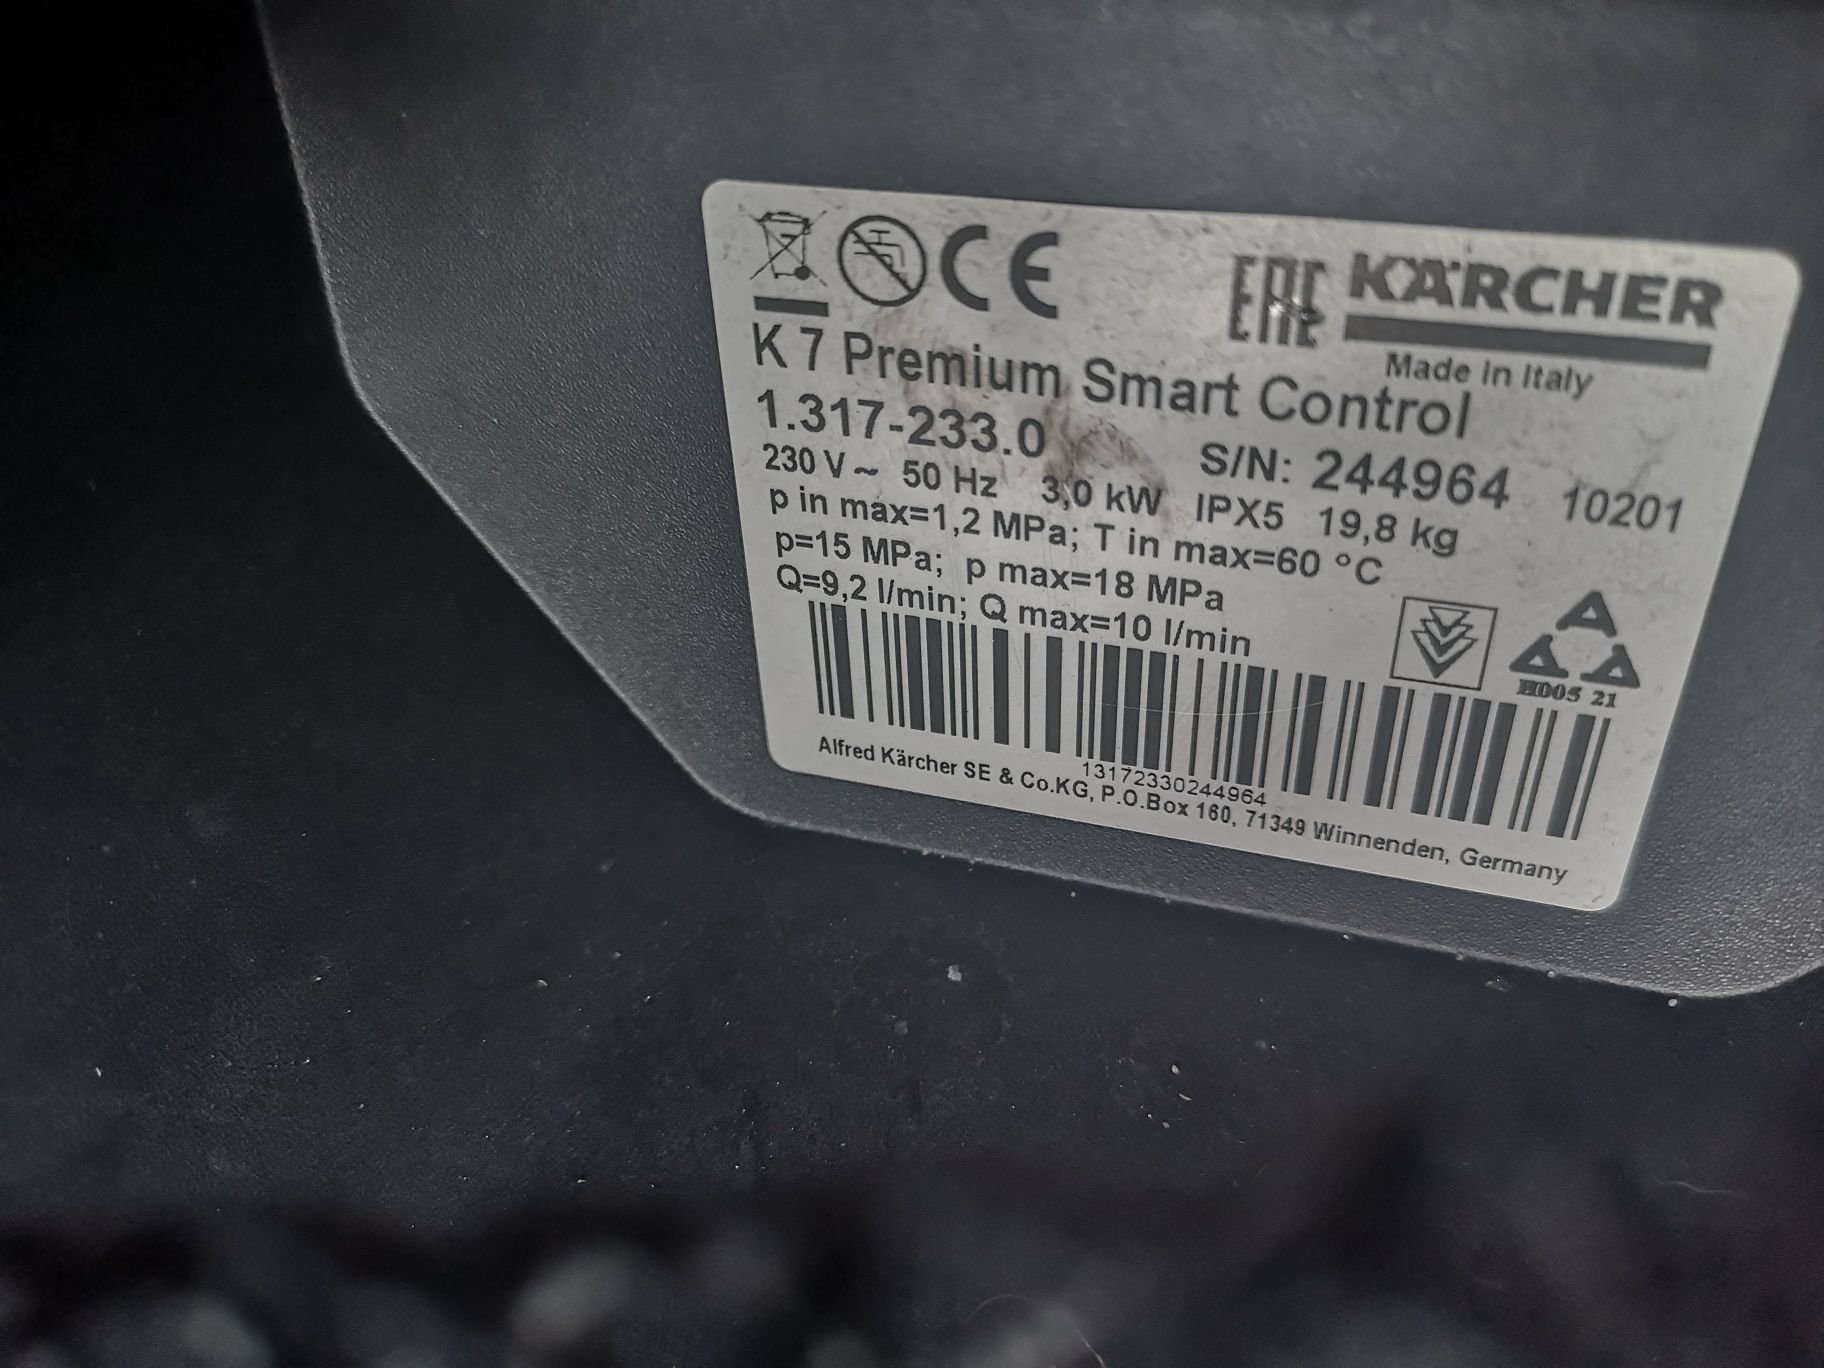 CE EAC KÄRCHER
Made in Italy
K 7 Premium Smart Control
1.317-233.0 S/N: 244964 10201
230 V ~ 50 Hz 3,0 kW IPX5 19,8 kg
p in max=1,2 MPa; T in max=60 °C
p=15 MPa; p max=18 MPa
Q=9,2 l/min; Q max=10 l/min
H005 21
13172330244964
Alfred Kärcher SE & Co.KG, P.O.Box 160, 71349 Winnenden, Germany